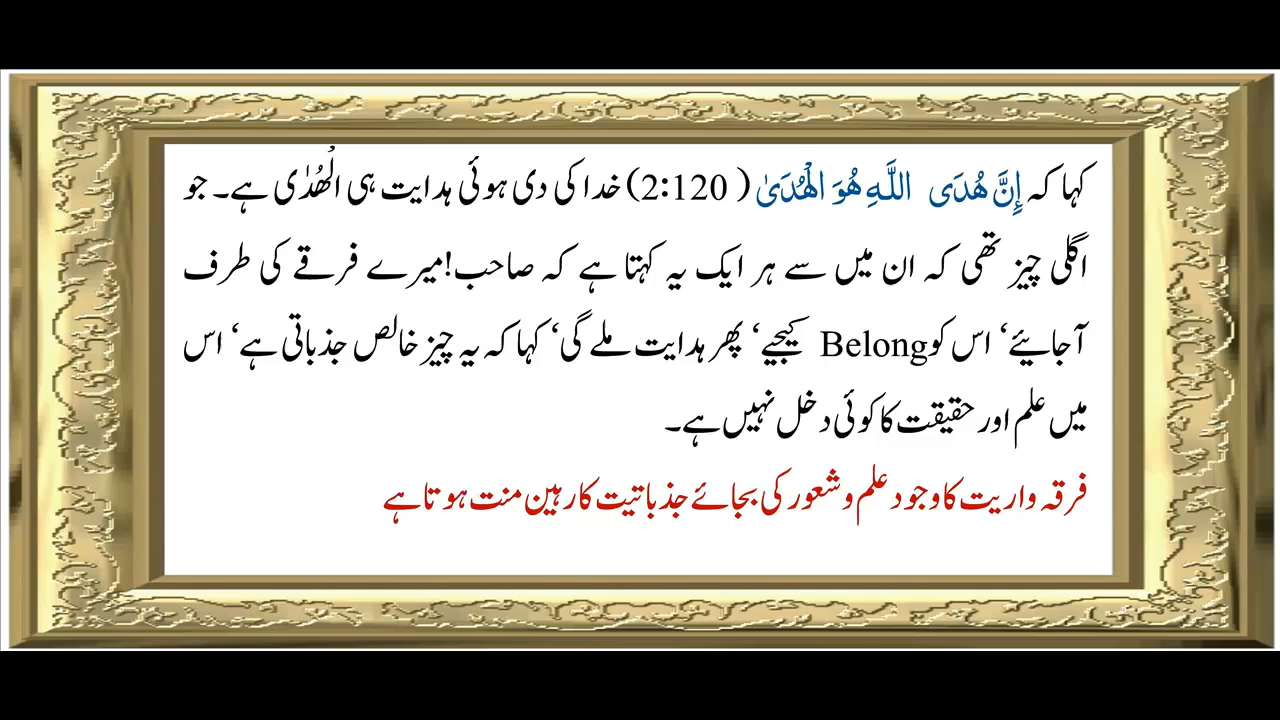 کہا کہ إِنَّ هُدَى اللَّهِ هُوَ الْهُدَىٰ ( 2:120) خدا کی دی ہوئی ہدایت ہی الْھُدٰی ہے۔ جو
اگلی چیز تھی کہ ان میں سے ہر ایک یہ کہتا ہے کہ صاحب!میرے فرقے کی طرف
آجائیے‘ اس کو Belong کیجیے‘ پھر ہدایت ملے گی‘ کہا کہ یہ چیز خالص جذباتی ہے‘ اس
میں علم اور حقیقت کا کوئی دخل نہیں ہے۔
فرقہ واریت کا وجود علم و شعور کی بجائے جذباتیت کا رہین منت ہوتا ہے